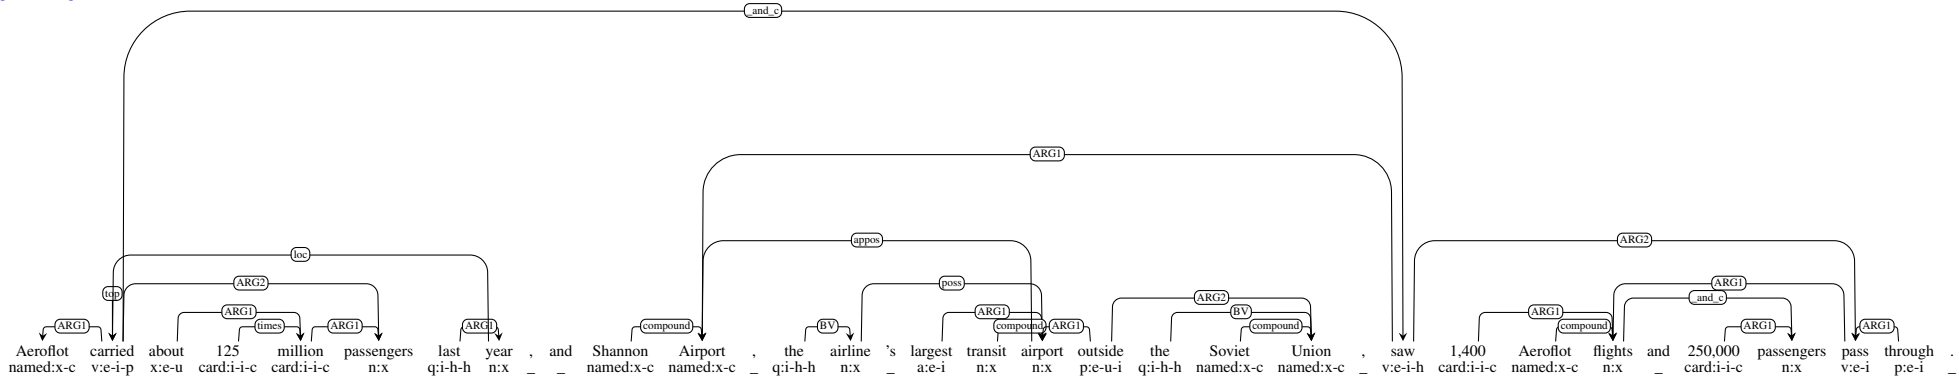 _and_c
ARG1
appos ARG2
loc
ARG2 poss ARG1
top ARG2 _and_c
ARG1 ARG1 BV ARG1
ARG1 times ARG1 ARG1 compound BV compound ARG1 compound compound ARG1 ARG1
Aeroflot carried about 125 million passengers last year , and Shannon Airport , the airline 's largest transit airport outside the Soviet Union , saw 1,400 Aeroflot flights and 250,000 passengers pass through .
named:x-c v:e-i-p x:e-u card:i-i-c card:i-i-c n:x q:i-h-h n:x _ _ named:x-c named:x-c _ q:i-h-h n:x _ a:e-i n:x n:x p:e-u-i q:i-h-h named:x-c named:x-c _ v:e-i-h card:i-i-c named:x-c n:x _ card:i-i-c n:x v:e-i p:e-i _